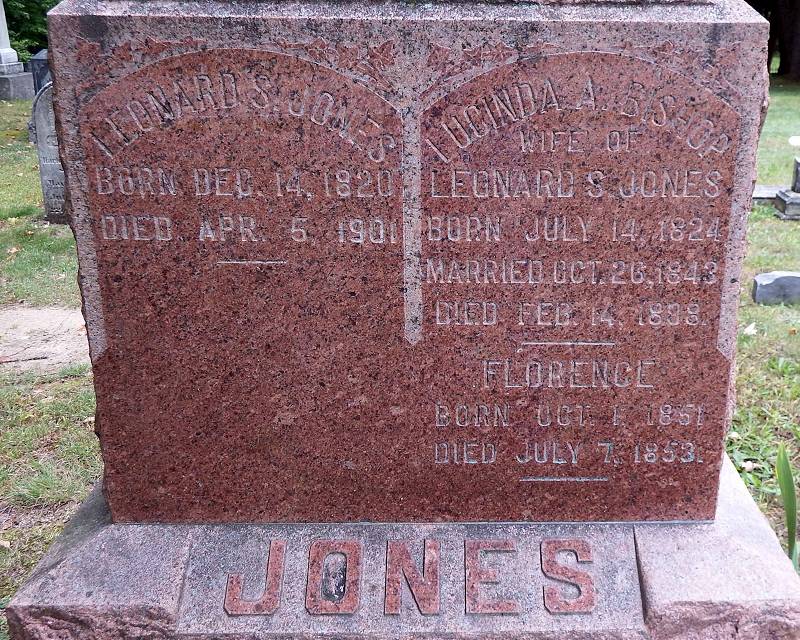 LEONARD S. JONES
BORN DEC. 14, 1820
DIED APR. 5, 1901
LUCINDA A. BISHOP
WIFE OF
LEONARD S. JONES
BORN JULY 14, 1824
MARRIED OCT. 26, 1843
DIED FEB. 14,
FLORENCE
BORN OCT. 1, 1851
DIED JULY 7, 1853.
JONES